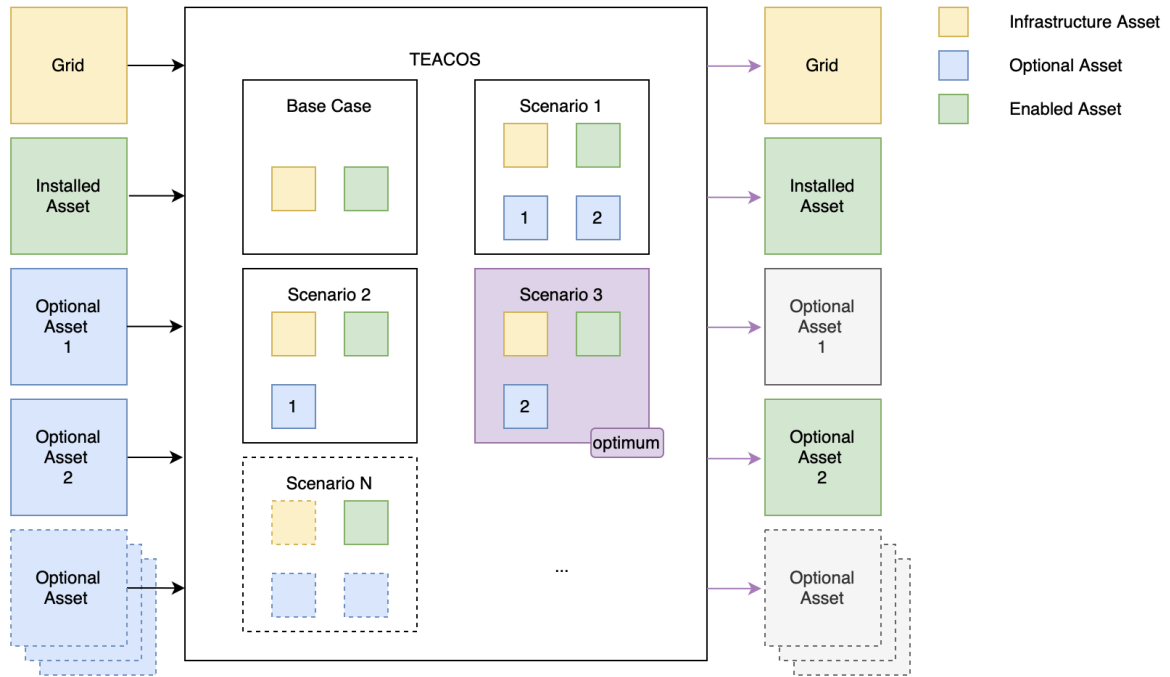 Grid
Installed
Asset
Optional
Asset
1
Optional
Asset
2
Optional
Asset
TEACOS
Base Case
Scenario 1
1
2
Scenario 2
1
Scenario 3
2
optimum
Scenario N
...
Grid
Installed
Asset
Optional
Asset
1
Optional
Asset
2
Optional
Asset
Infrastructure Asset
Optional Asset
Enabled Asset